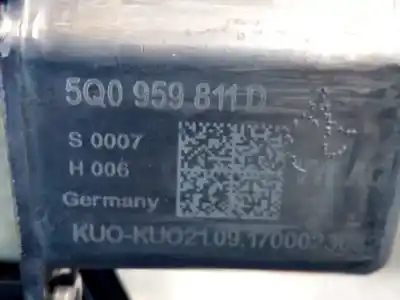 5Q0 959 811 D
S 0007
H 006
Germany
KUO-KUO21.09.17000